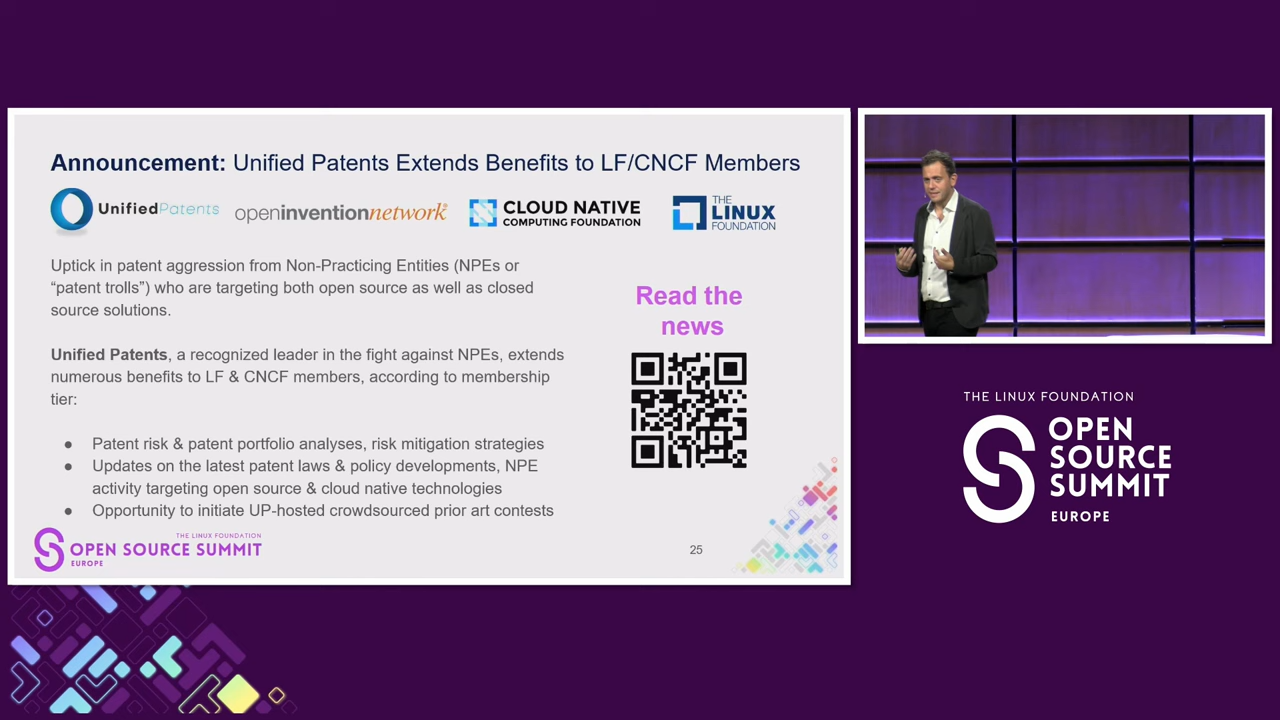 Announcement: Unified Patents Extends Benefits to LF/CNCF Members
UnifiedPatents
openinventionnetwork®
CLOUD NATIVE
COMPUTING FOUNDATION
THE
LINUX
FOUNDATION
Uptick in patent aggression from Non-Practicing Entities (NPEs or
“patent trolls”) who are targeting both open source as well as closed
source solutions.
Unified Patents, a recognized leader in the fight against NPEs, extends
numerous benefits to LF & CNCF members, according to membership
tier:
● Patent risk & patent portfolio analyses, risk mitigation strategies
● Updates on the latest patent laws & policy developments, NPE
activity targeting open source & cloud native technologies
● Opportunity to initiate UP-hosted crowdsourced prior art contests
Read the
news
THE LINUX FOUNDATION
OPEN SOURCE SUMMIT
EUROPE
25
THE LINUX FOUNDATION
OPEN
SOURCE
SUMMIT
EUROPE